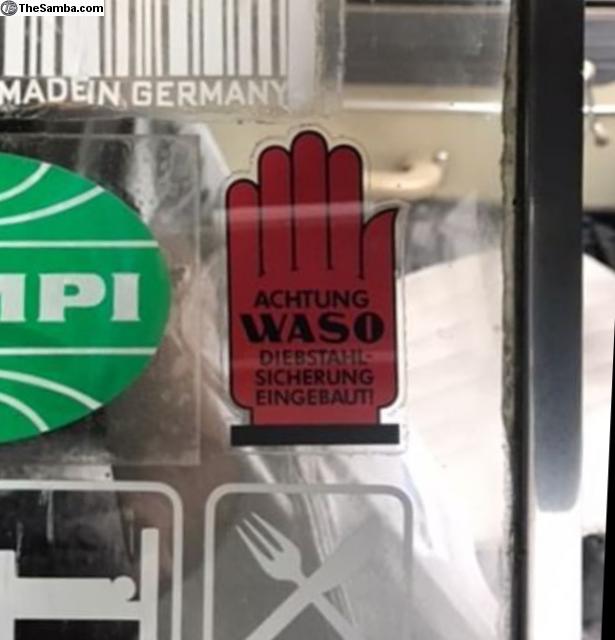 TheSamba.com
MADE IN GERMANY
MPI
ACHTUNG
WASO
DIEBSTAHL-
SICHERUNG
EINGEBAUT!